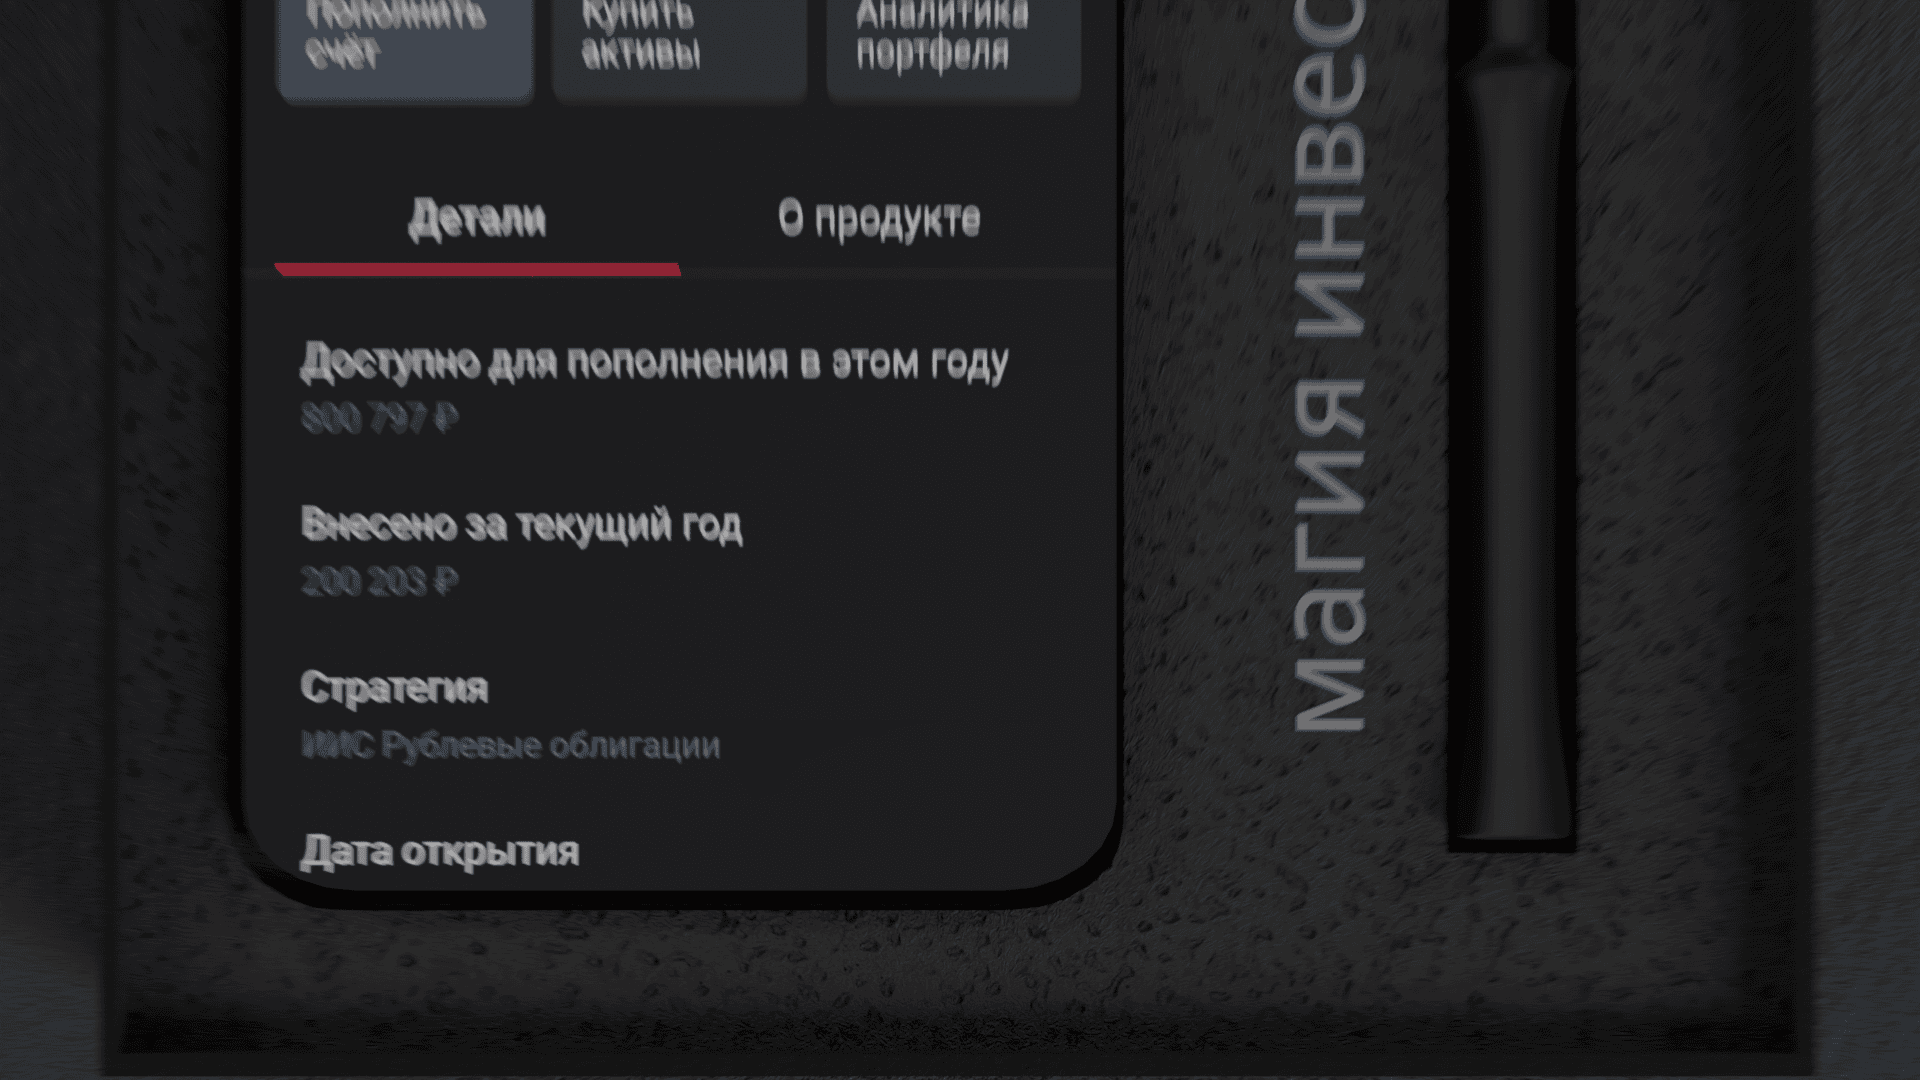 Пополнить
счёт
Купить
активы
Аналитика
портфеля
Детали
О продукте
Доступно для пополнения в этом году
800 797 ₽
Внесено за текущий год
200 203 ₽
Стратегия
ИИС Рублевые облигации
Дата открытия
магия инвес